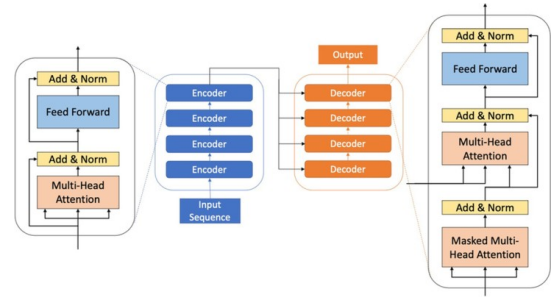 Add & Norm
Feed Forward
Add & Norm
Multi-Head
Attention
Encoder
Encoder
Encoder
Encoder
Input
Sequence
Output
Decoder
Decoder
Decoder
Decoder
Add & Norm
Feed Forward
Add & Norm
Multi-Head
Attention
Add & Norm
Masked Multi-
Head Attention